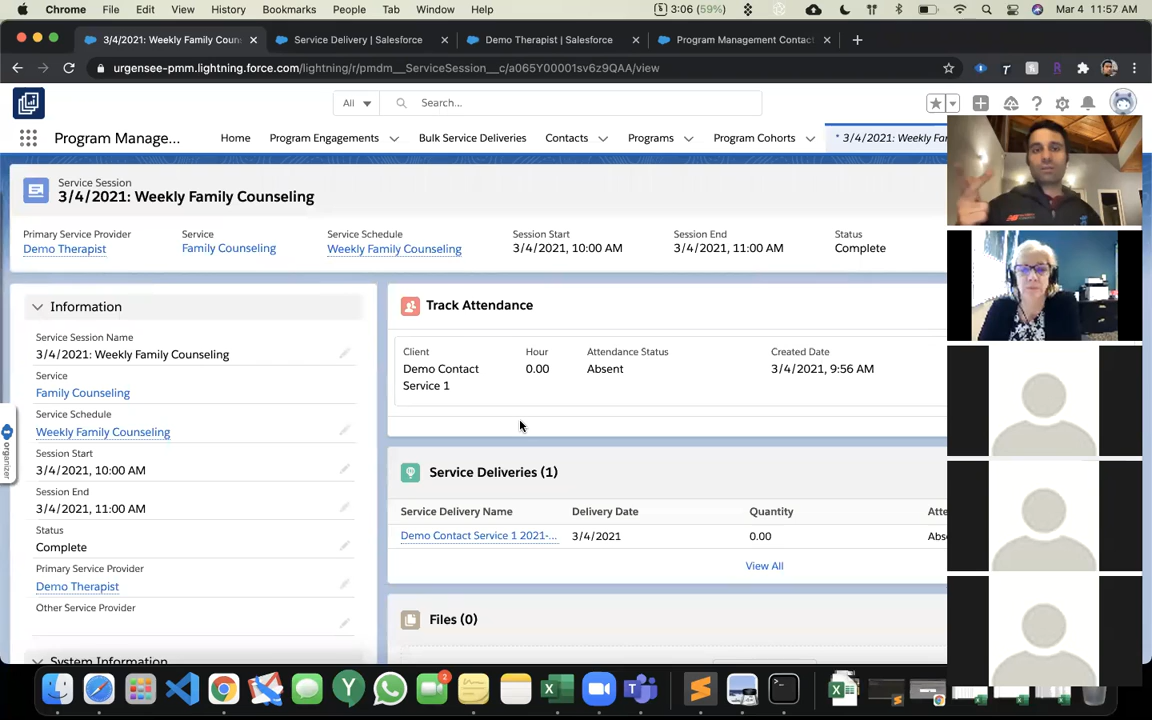 Chrome File Edit View History Bookmarks People Tab Window Help 3:06 (59%) Mar 4 11:57 AM
3/4/2021: Weekly Family Coun Service Delivery | Salesforce Demo Therapist | Salesforce Program Management Contac
urgensee-pmm.lightning.force.com/lightning/r/pmdm__ServiceSession__c/a065Y00001sv6z9QAA/view
All Search...
Program Manage... Home Program Engagements Bulk Service Deliveries Contacts Programs Program Cohorts * 3/4/2021: Weekly Fam
Service Session
3/4/2021: Weekly Family Counseling
Primary Service Provider Service Service Schedule Session Start Session End Status
Demo Therapist Family Counseling Weekly Family Counseling 3/4/2021, 10:00 AM 3/4/2021, 11:00 AM Complete
Information
Service Session Name
3/4/2021: Weekly Family Counseling
Service
Family Counseling
Service Schedule
Weekly Family Counseling
Session Start
3/4/2021, 10:00 AM
Session End
3/4/2021, 11:00 AM
Status
Complete
Primary Service Provider
Demo Therapist
Other Service Provider
System Information
organizer
Track Attendance
Client Hour Attendance Status Created Date
Demo Contact 0.00 Absent 3/4/2021, 9:56 AM
Service 1
Service Deliveries (1)
Service Delivery Name Delivery Date Quantity Atte
Demo Contact Service 1 2021-... 3/4/2021 0.00 Abs
View All
Files (0)
2